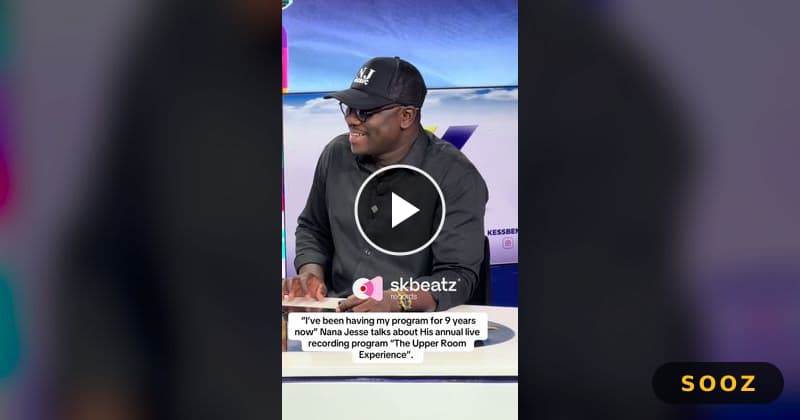 NJ
KESSBEN
skbeatz
records
"I've been having my program for 9 years
now" Nana Jesse talks about His annual live
recording program "The Upper Room
Experience".
SOOZ